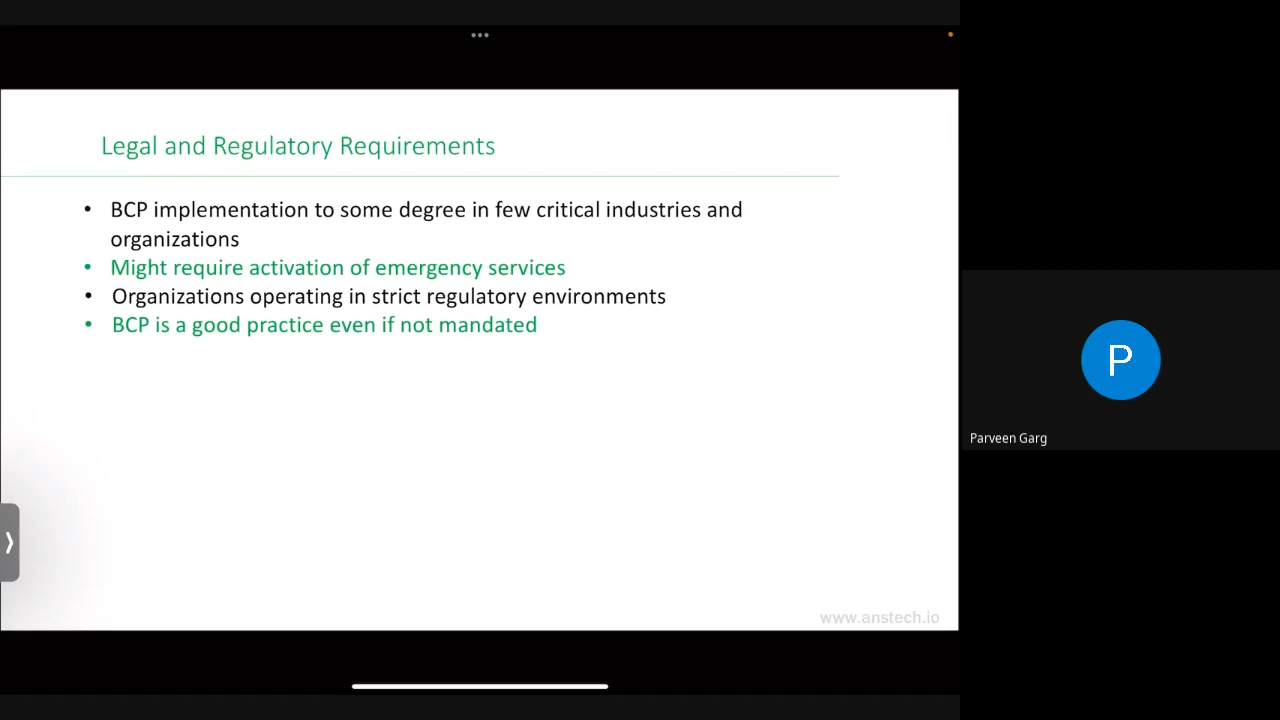 Legal and Regulatory Requirements
• BCP implementation to some degree in few critical industries and
organizations
• Might require activation of emergency services
• Organizations operating in strict regulatory environments
• BCP is a good practice even if not mandated
www.anstech.io
P
Parveen Garg